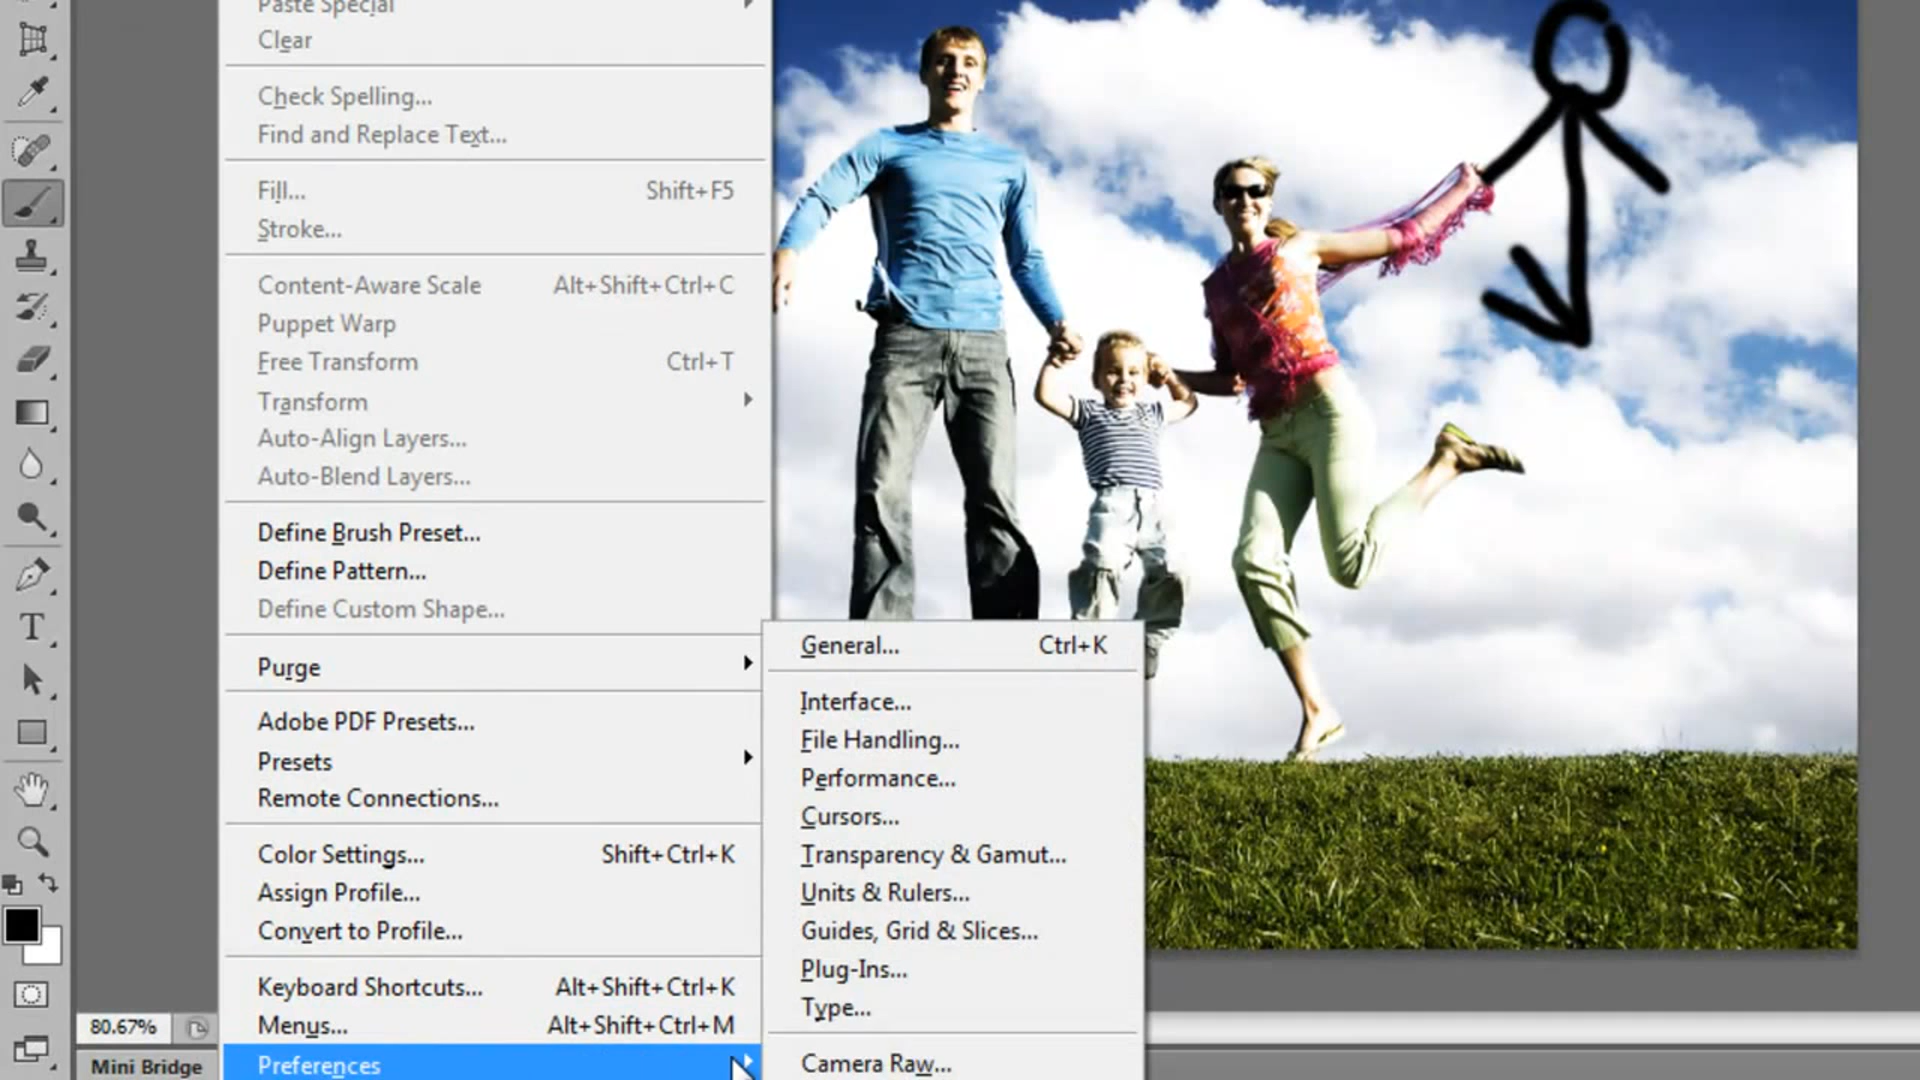 Paste Special
Clear
Check Spelling...
Find and Replace Text...
Fill... Shift+F5
Stroke...
Content-Aware Scale Alt+Shift+Ctrl+C
Puppet Warp
Free Transform Ctrl+T
Transform
Auto-Align Layers...
Auto-Blend Layers...
Define Brush Preset...
Define Pattern...
Define Custom Shape...
Purge
Adobe PDF Presets...
Presets
Remote Connections...
Color Settings... Shift+Ctrl+K
Assign Profile...
Convert to Profile...
Keyboard Shortcuts... Alt+Shift+Ctrl+K
Menus... Alt+Shift+Ctrl+M
Preferences
General... Ctrl+K
Interface...
File Handling...
Performance...
Cursors...
Transparency & Gamut...
Units & Rulers...
Guides, Grid & Slices...
Plug-Ins...
Type...
Camera Raw...
T
80.67%
Mini Bridge